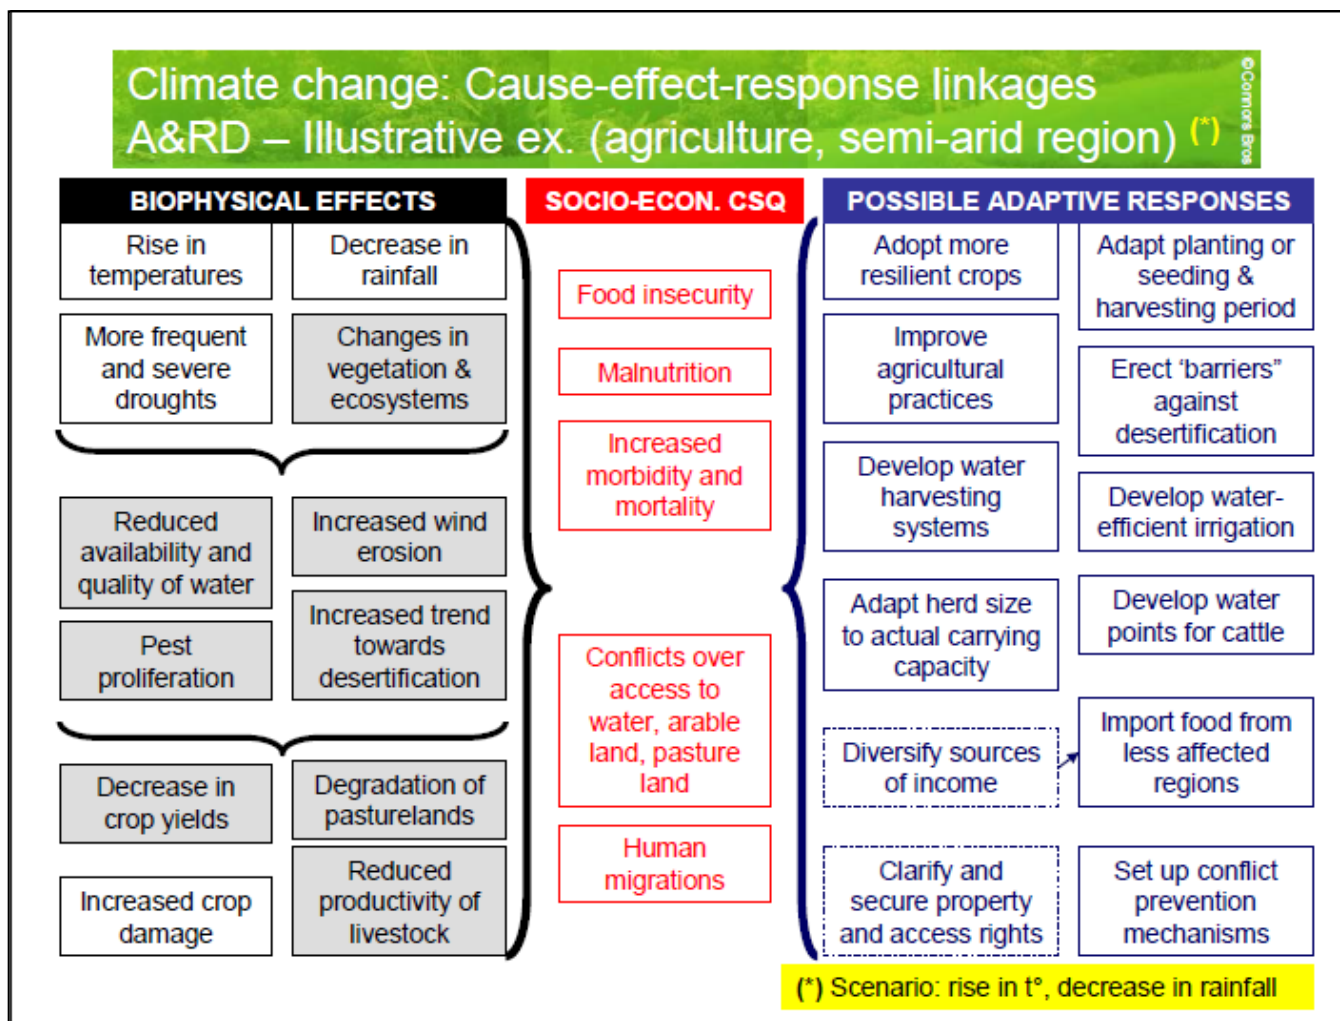 Climate change: Cause-effect-response linkages
A&RD – Illustrative ex. (agriculture, semi-arid region) (*)
©Comons Bros
BIOPHYSICAL EFFECTS
Rise in
temperatures
Decrease in
rainfall
More frequent
and severe
droughts
Changes in
vegetation &
ecosystems
Reduced
availability and
quality of water
Increased wind
erosion
Pest
proliferation
Increased trend
towards
desertification
Decrease in
crop yields
Degradation of
pasturelands
Increased crop
damage
Reduced
productivity of
livestock
SOCIO-ECON. CSQ
Food insecurity
Malnutrition
Increased
morbidity and
mortality
Conflicts over
access to
water, arable
land, pasture
land
Human
migrations
POSSIBLE ADAPTIVE RESPONSES
Adopt more
resilient crops
Adapt planting or
seeding &
harvesting period
Improve
agricultural
practices
Erect ‘barriers”
against
desertification
Develop water
harvesting
systems
Develop water-
efficient irrigation
Adapt herd size
to actual carrying
capacity
Develop water
points for cattle
Diversify sources
of income
Import food from
less affected
regions
Clarify and
secure property
and access rights
Set up conflict
prevention
mechanisms
(*) Scenario: rise in t°, decrease in rainfall